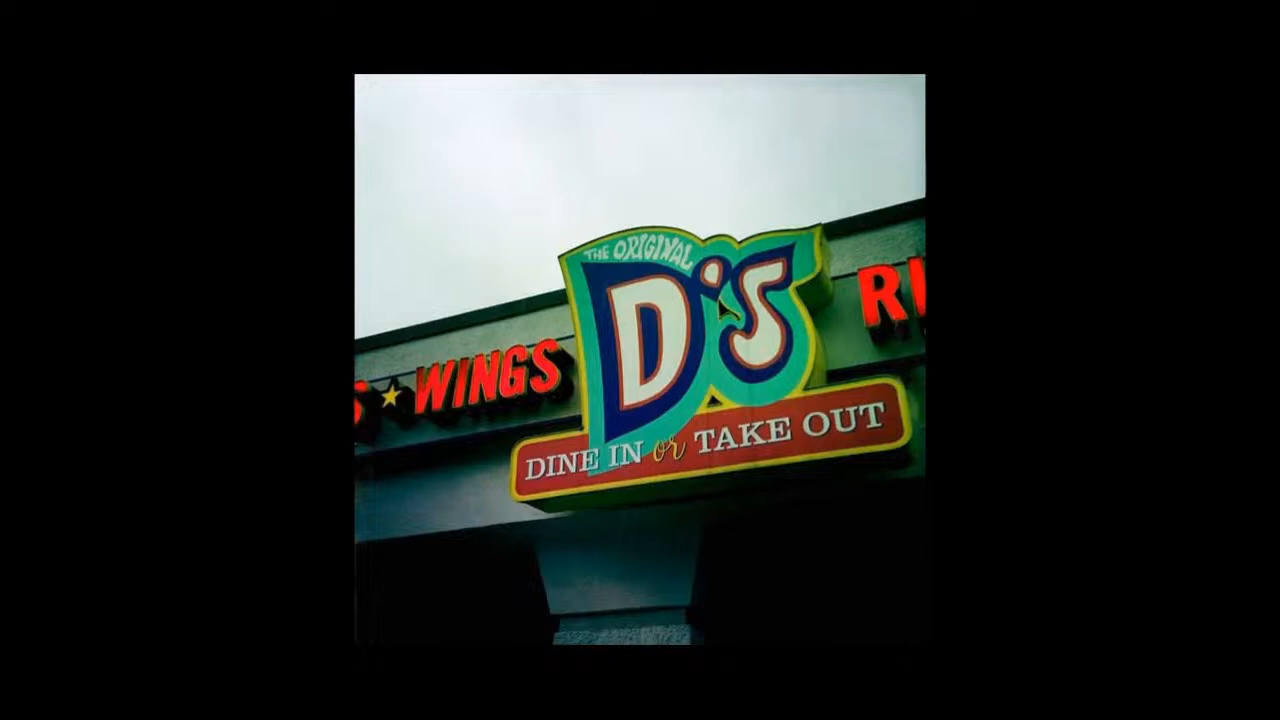 THE ORIGINAL
D'S
WINGS
DINE IN or TAKE OUT